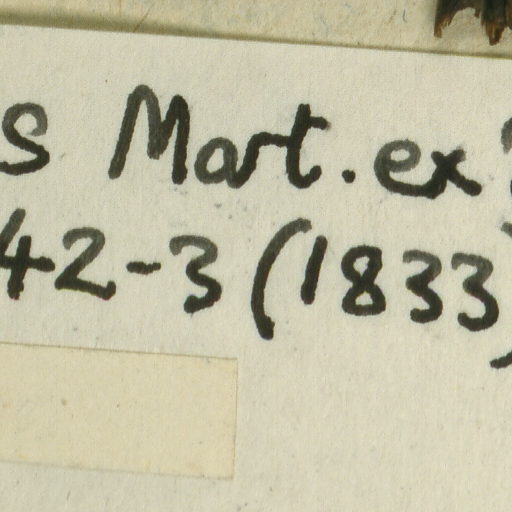 s Mart. ex
42-3 (1833)